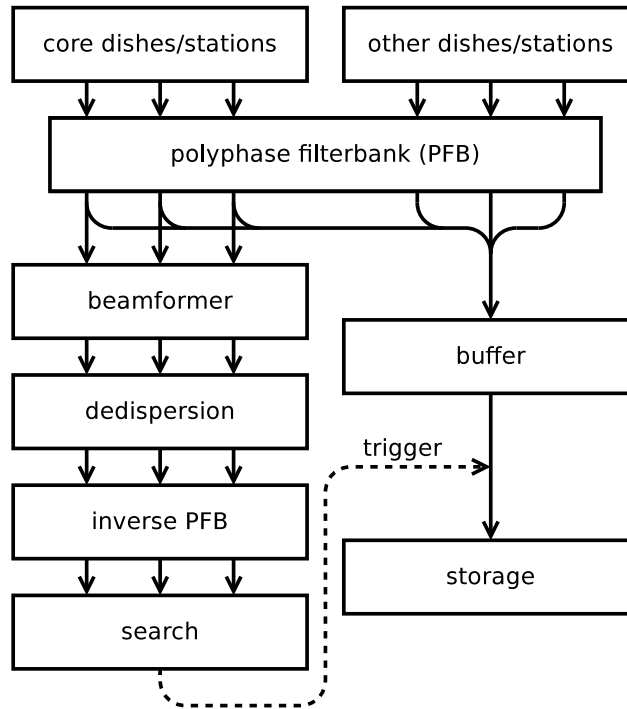 core dishes/stations
other dishes/stations
polyphase filterbank (PFB)
beamformer
buffer
dedispersion
trigger
inverse PFB
storage
search